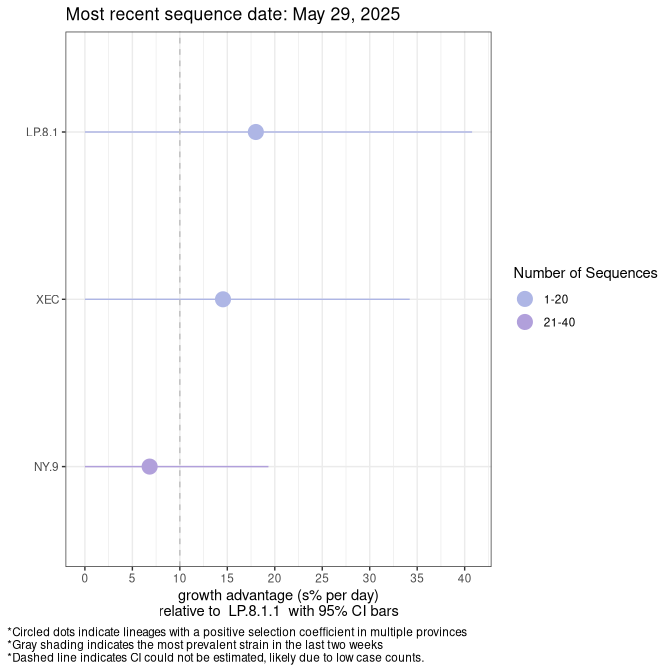 Most recent sequence date: May 29, 2025
LP.8.1
XEC
NY.9
0 5 10 15 20 25 30 35 40
growth advantage (s% per day)
relative to  LP.8.1.1  with 95% CI bars
Number of Sequences
1-20
21-40
*Circled dots indicate lineages with a positive selection coefficient in multiple provinces
*Gray shading indicates the most prevalent strain in the last two weeks
*Dashed line indicates CI could not be estimated, likely due to low case counts.